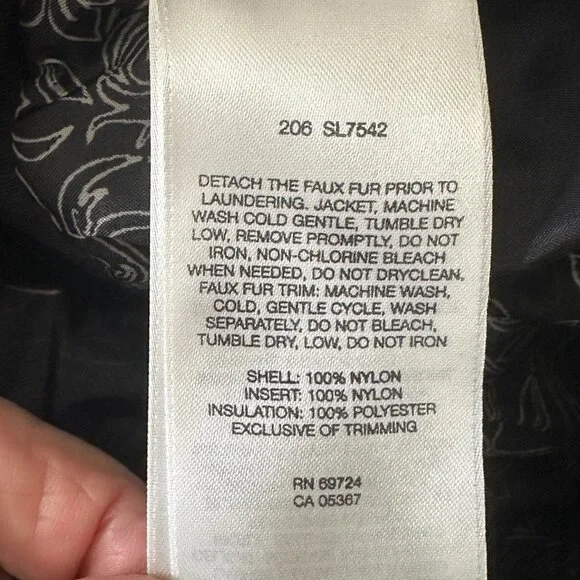 206 SL7542
DETACH THE FAUX FUR PRIOR TO
LAUNDERING. JACKET, MACHINE
WASH COLD GENTLE, TUMBLE DRY
LOW, REMOVE PROMPTLY, DO NOT
IRON, NON-CHLORINE BLEACH
WHEN NEEDED, DO NOT DRYCLEAN.
FAUX FUR TRIM: MACHINE WASH,
COLD, GENTLE CYCLE, WASH
SEPARATELY, DO NOT BLEACH,
TUMBLE DRY, LOW, DO NOT IRON
SHELL: 100% NYLON
INSERT: 100% NYLON
INSULATION: 100% POLYESTER
EXCLUSIVE OF TRIMMING
RN 69724
CA 05367